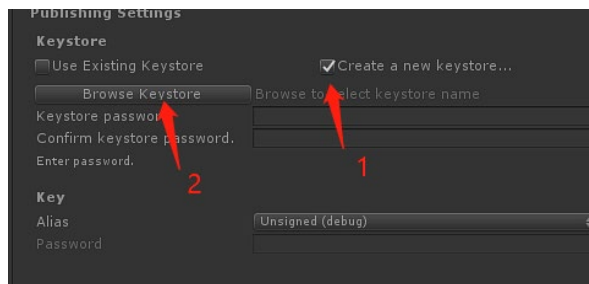 Publishing Settings
Keystore
Use Existing Keystore Create a new keystore...
Browse Keystore Browse to select keystore name
Keystore password
Confirm keystore password.
Enter password.
1
2
Key
Alias Unsigned (debug)
Password